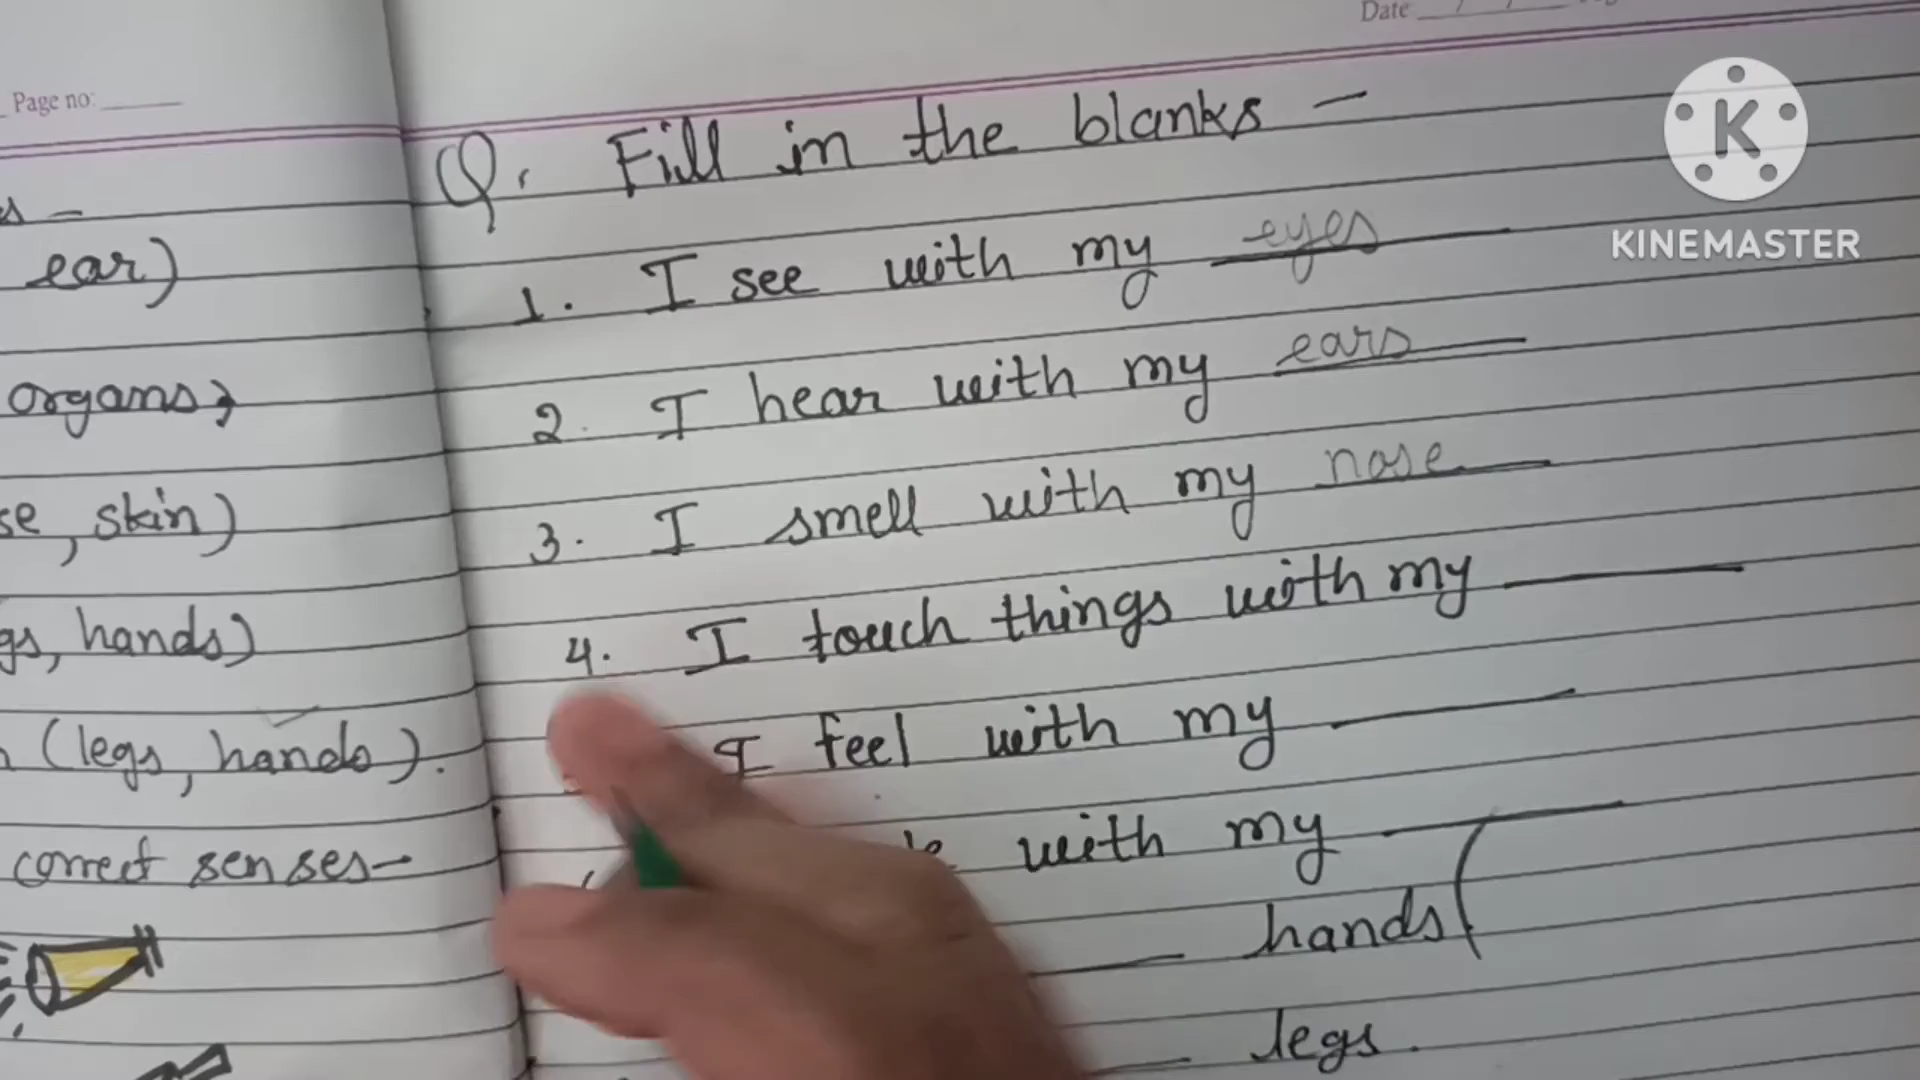 Page no:
ear)
organs,
skin)
hands)
(legs, hands).
correct senses-
Date
Q. Fill in the blanks -
1. I see with my eyes
2. I hear with my ears
3. I smell with my nose
4. I touch things with my
I feel with my
with my
hands(
legs.
K
KINEMASTER